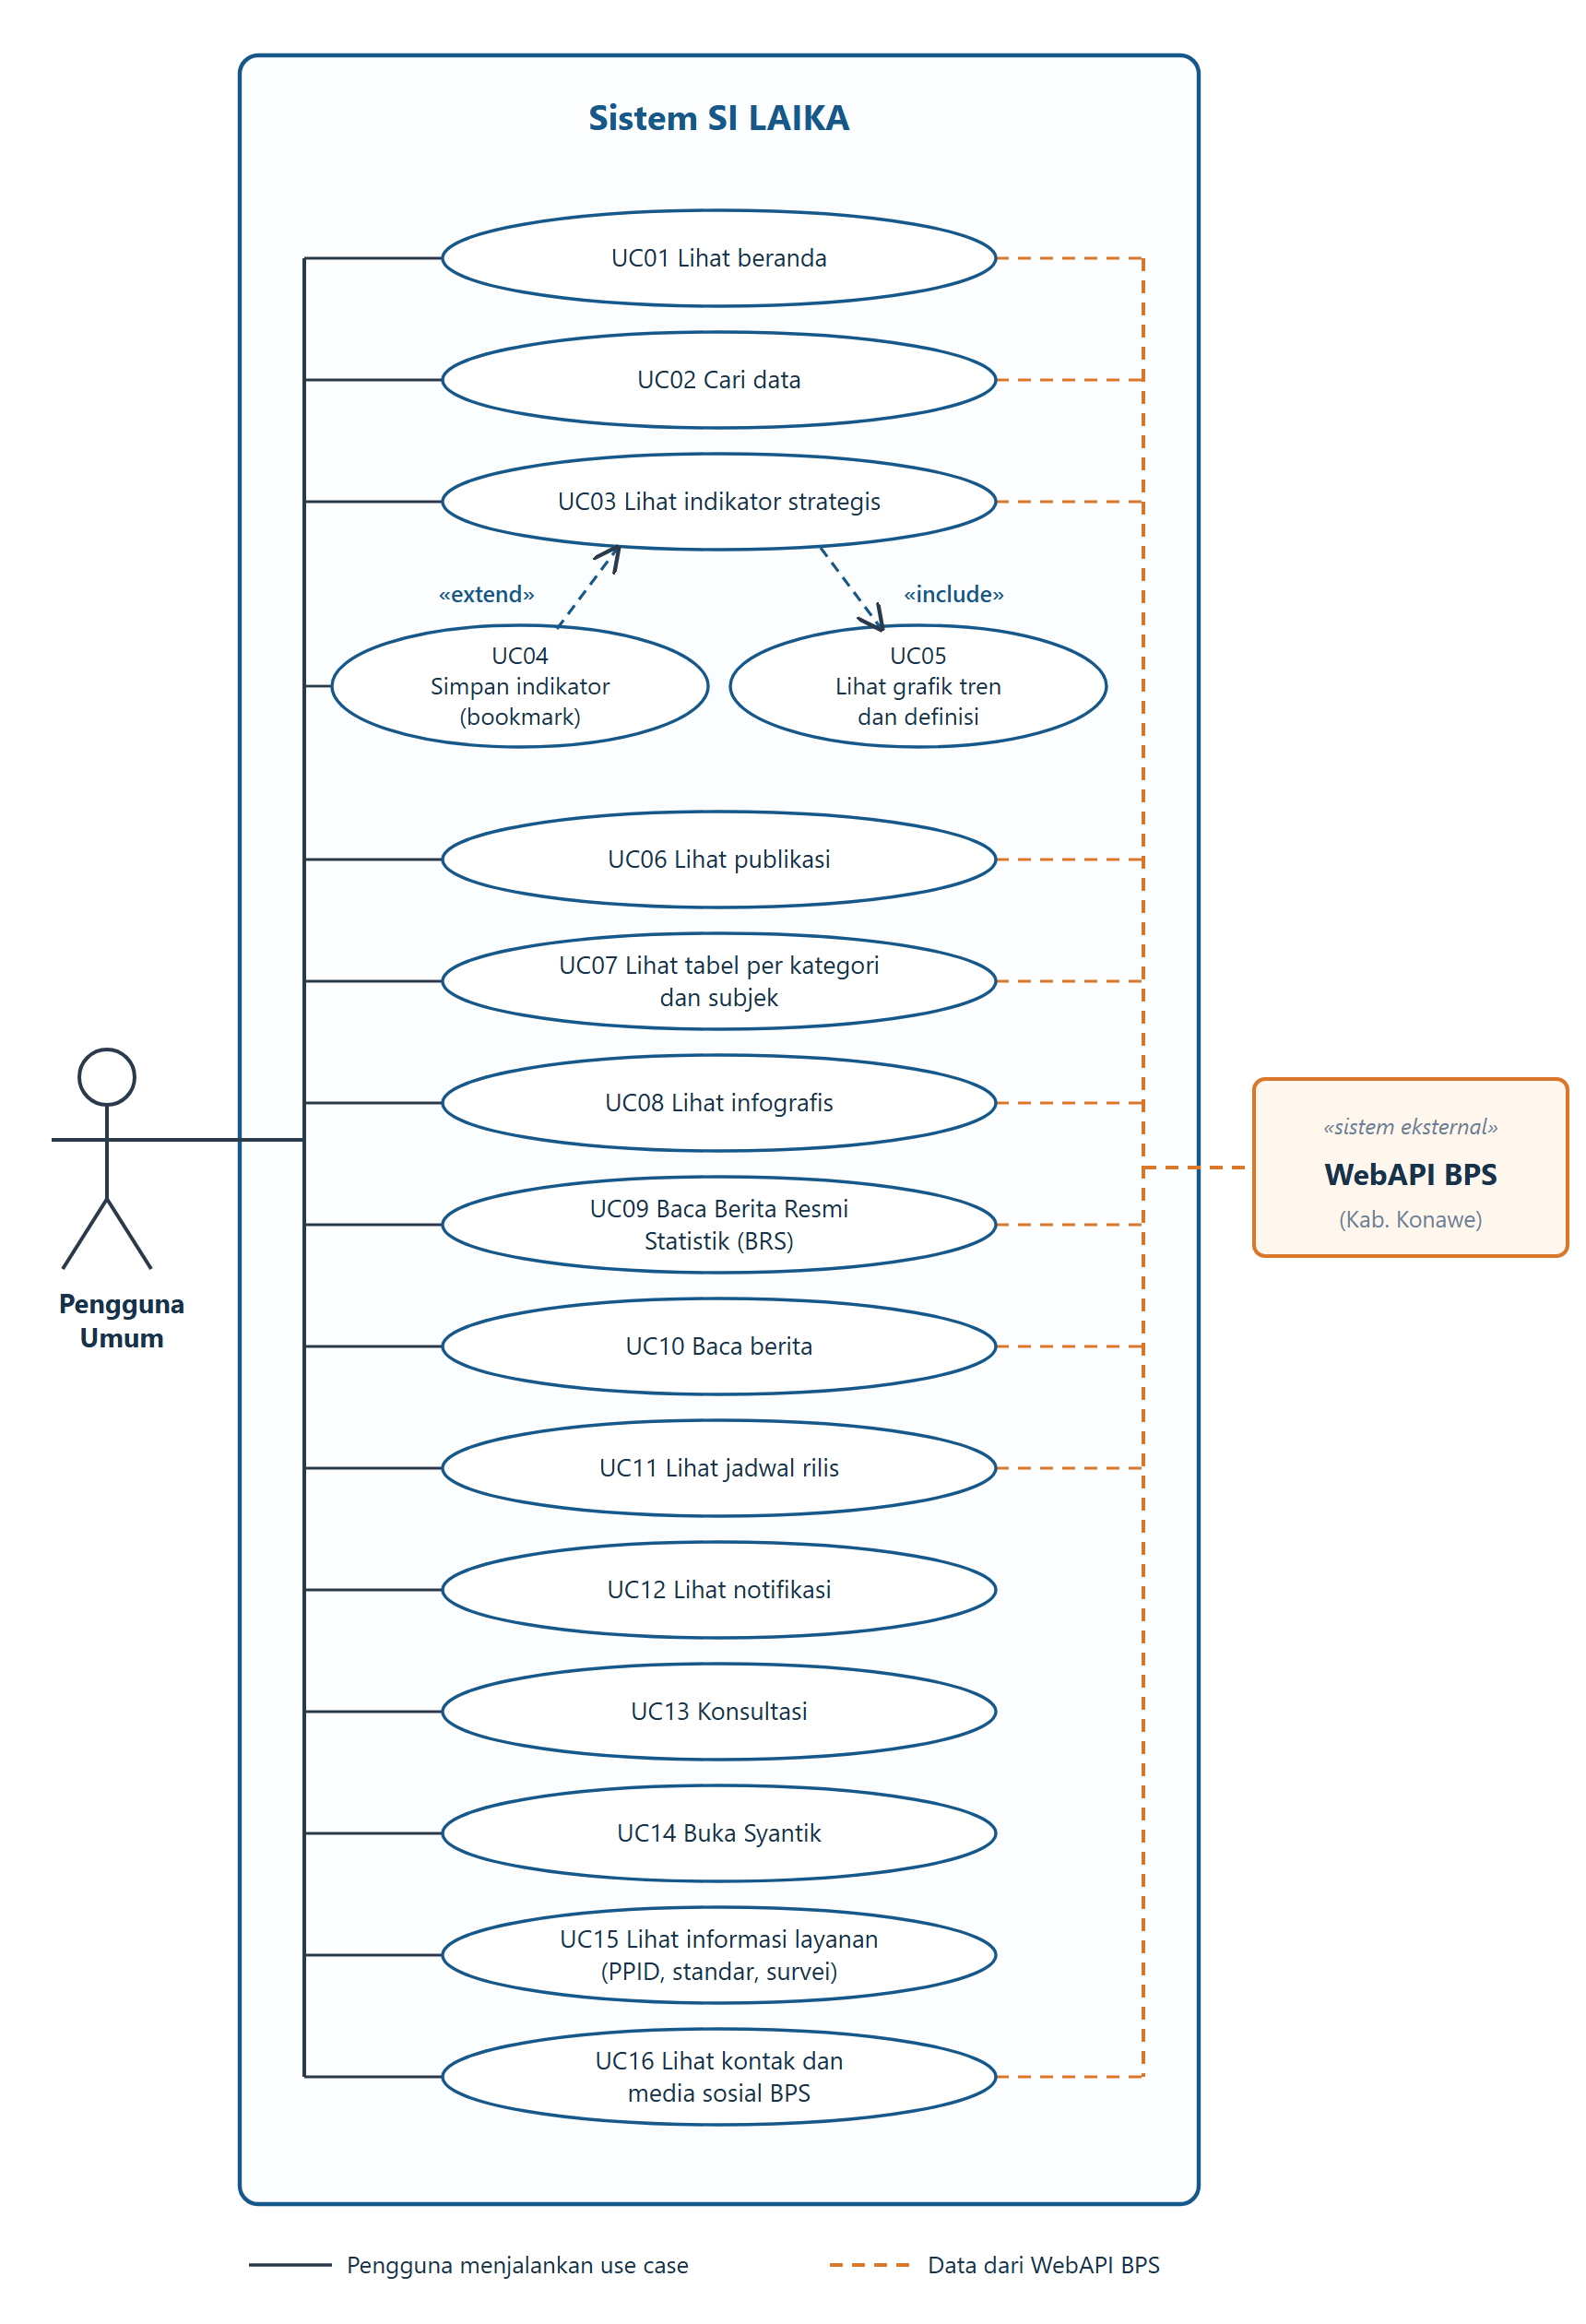 Sistem SI LAIKA
UC01 Lihat beranda
UC02 Cari data
UC03 Lihat indikator strategis
«extend»
«include»
UC04
Simpan indikator
(bookmark)
UC05
Lihat grafik tren
dan definisi
UC06 Lihat publikasi
UC07 Lihat tabel per kategori
dan subjek
UC08 Lihat infografis
UC09 Baca Berita Resmi
Statistik (BRS)
UC10 Baca berita
UC11 Lihat jadwal rilis
UC12 Lihat notifikasi
UC13 Konsultasi
UC14 Buka Syantik
UC15 Lihat informasi layanan
(PPID, standar, survei)
UC16 Lihat kontak dan
media sosial BPS
Pengguna
Umum
«sistem eksternal»
WebAPI BPS
(Kab. Konawe)
Pengguna menjalankan use case
Data dari WebAPI BPS